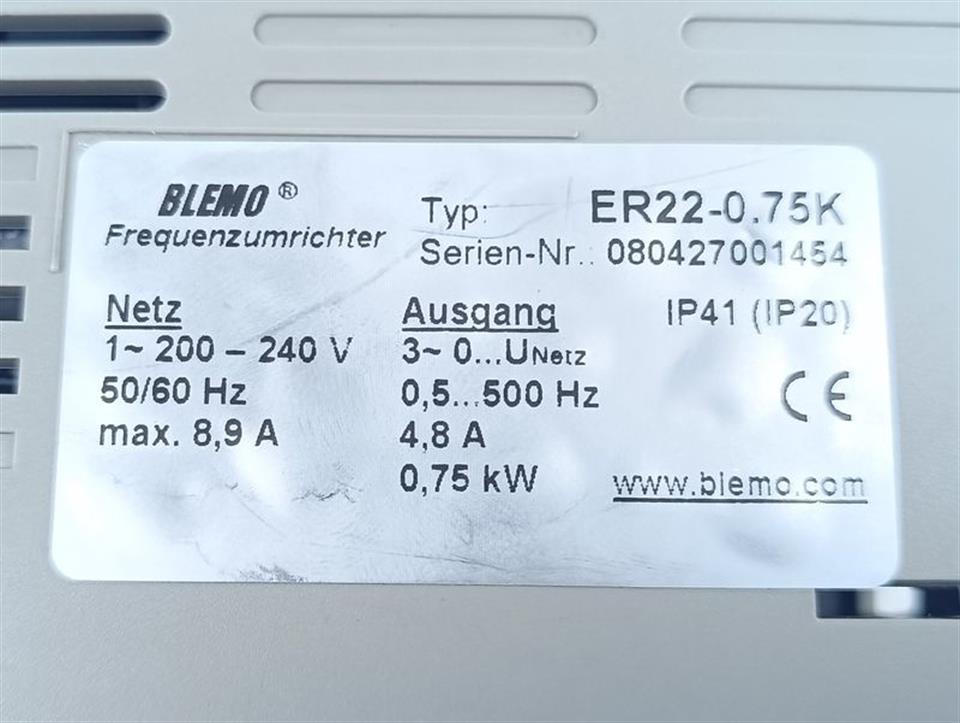 BLEMO®
Frequenzumrichter
Typ: ER22-0.75K
Serien-Nr.: 080427001454
Netz
1~ 200 – 240 V
50/60 Hz
max. 8,9 A
Ausgang
3~ 0...UNetz
0,5...500 Hz
4,8 A
0,75 kW
IP41 (IP20)
CE
www.blemo.com